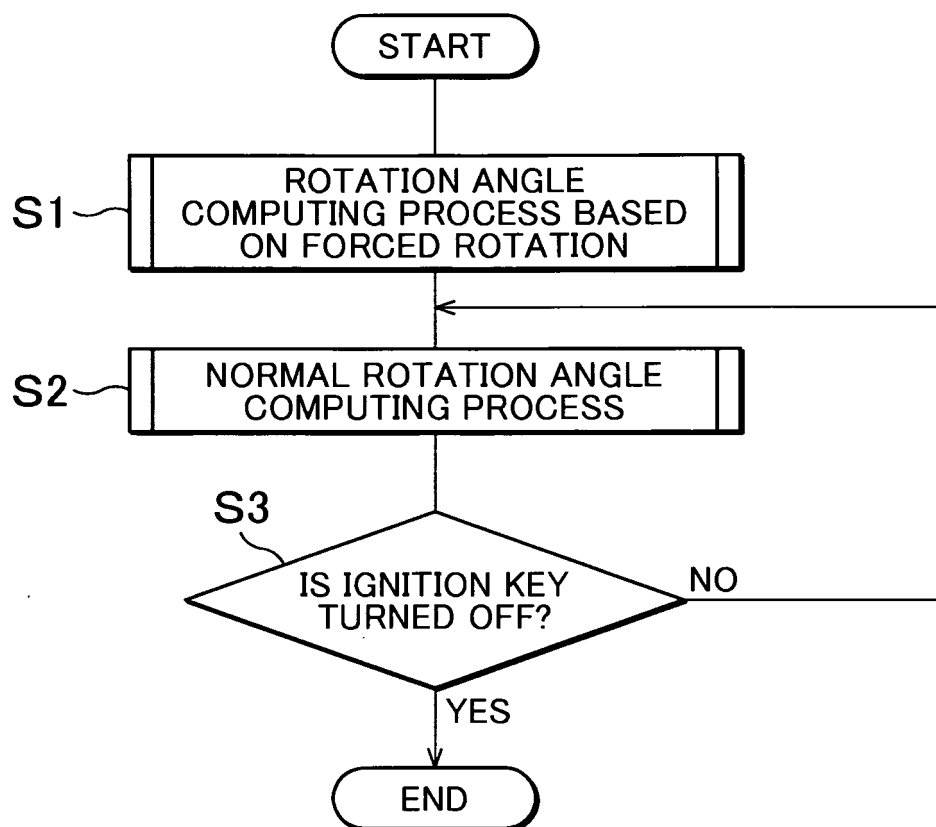 START
S1
ROTATION ANGLE
COMPUTING PROCESS BASED
ON FORCED ROTATION
S2
NORMAL ROTATION ANGLE
COMPUTING PROCESS
S3
IS IGNITION KEY
TURNED OFF?
NO
YES
END